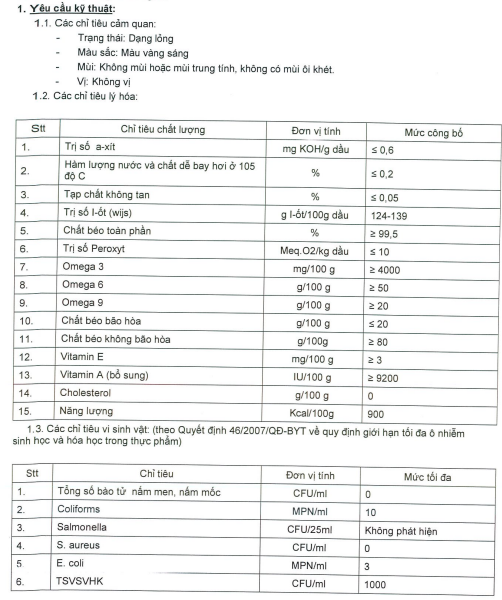 1. Yêu cầu kỹ thuật:
1.1. Các chỉ tiêu cảm quan:
- Trạng thái: Dạng lỏng
- Màu sắc: Màu vàng sáng
- Mùi: Không mùi hoặc mùi trung tính, không có mùi ôi khét.
- Vị: Không vị
1.2. Các chỉ tiêu lý hóa:
Stt Chỉ tiêu chất lượng Đơn vị tính Mức công bố
1. Trị số a-xít mg KOH/g dầu ≤ 0,6
2. Hàm lượng nước và chất dễ bay hơi ở 105 độ C % ≤ 0,2
3. Tạp chất không tan % ≤ 0,05
4. Trị số I-ốt (wijs) g I-ốt/100g dầu 124-139
5. Chất béo toàn phần % ≥ 99,5
6. Trị số Peroxyt Meq.O2/kg dầu ≤ 10
7. Omega 3 mg/100 g ≥ 4000
8. Omega 6 g/100 g ≥ 50
9. Omega 9 g/100 g ≥ 20
10. Chất béo bão hòa g/100 g ≤ 20
11. Chất béo không bão hòa g/100g ≥ 80
12. Vitamin E mg/100 g ≥ 3
13. Vitamin A (bổ sung) IU/100 g ≥ 9200
14. Cholesterol g/100 g 0
15. Năng lượng Kcal/100g 900
1.3. Các chỉ tiêu vi sinh vật: (theo Quyết định 46/2007/QĐ-BYT về quy định giới hạn tối đa ô nhiễm
sinh học và hóa học trong thực phẩm)
Stt Chỉ tiêu Đơn vị tính Mức tối đa
1. Tổng số bào tử nấm men, nấm mốc CFU/ml 0
2. Coliforms MPN/ml 10
3. Salmonella CFU/25ml Không phát hiện
4. S. aureus CFU/ml 0
5 E. coli MPN/ml 3
6. TSVSVHK CFU/ml 1000